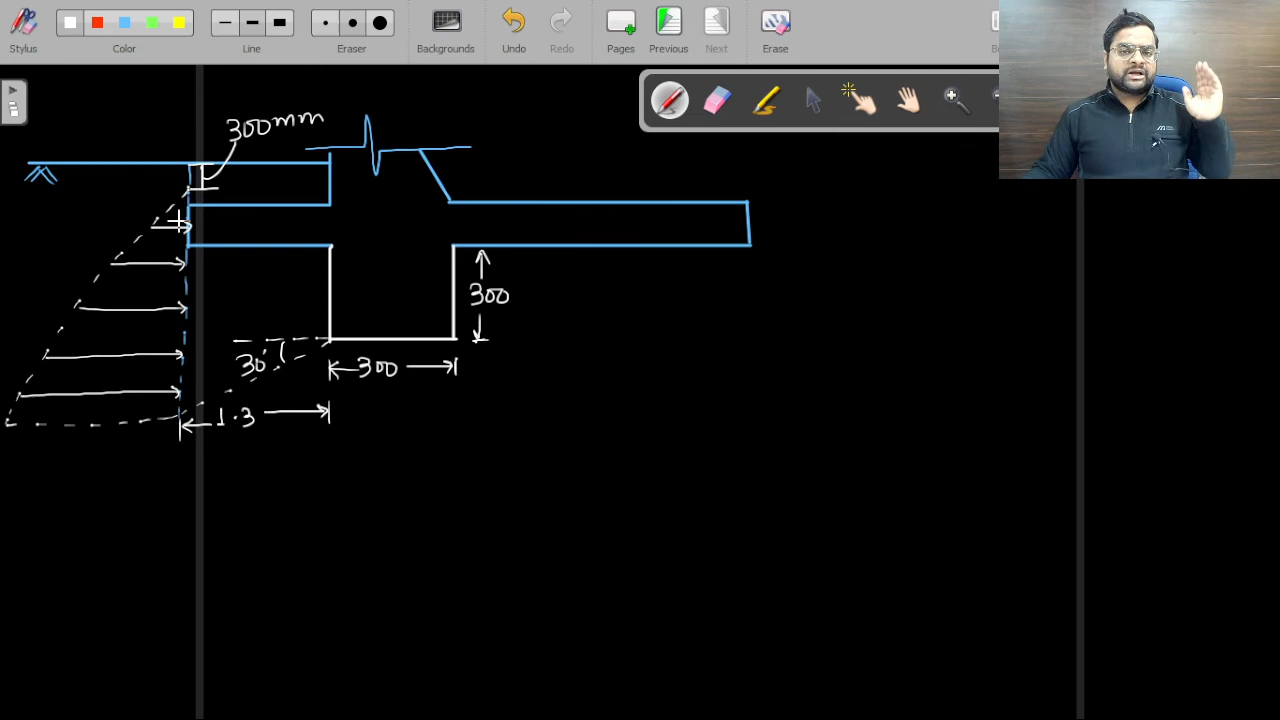 Stylus
Color
Line
Eraser
Backgrounds
Undo
Redo
Pages
Previous
Next
Erase
300mm
300
30°
300
1.3